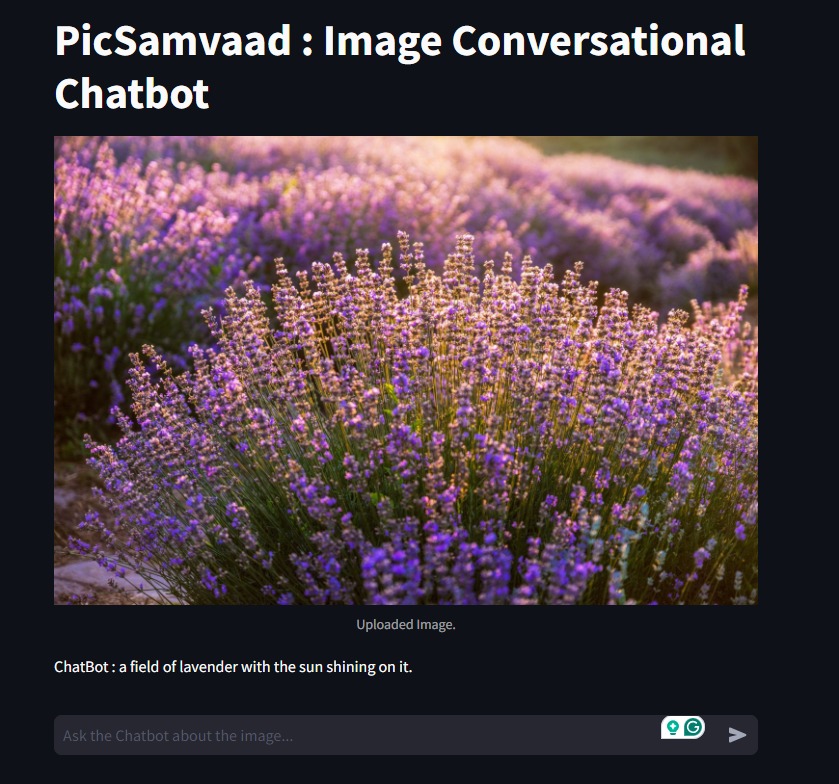 PicSamvaad : Image Conversational
Chatbot
Uploaded Image.
ChatBot : a field of lavender with the sun shining on it.
Ask the Chatbot about the image...